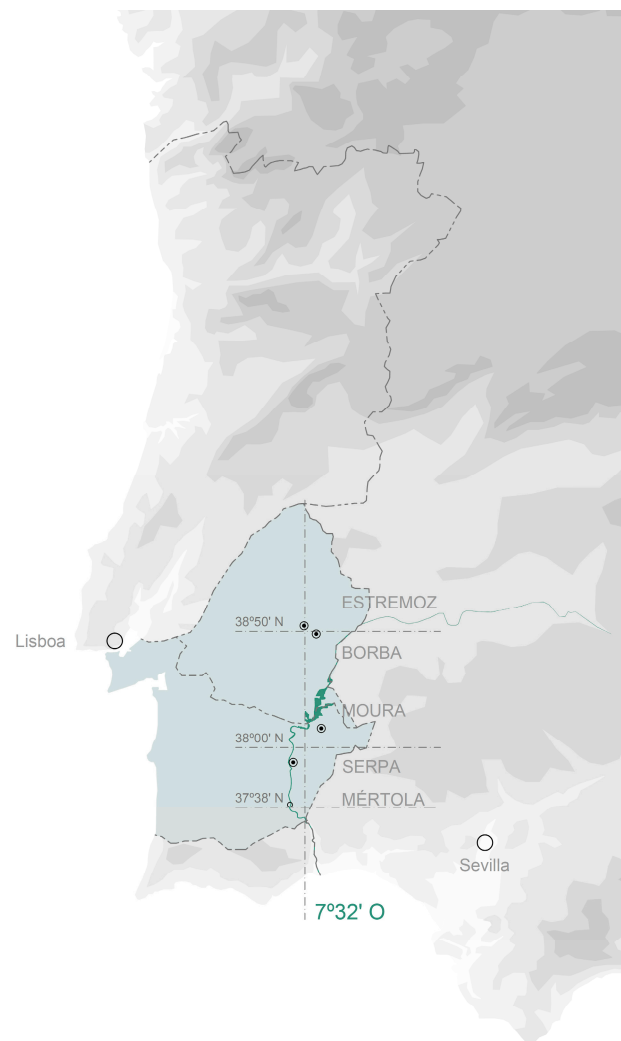 ESTREMOZ
38º50' N
Lisboa
BORBA
MOURA
38º00' N
SERPA
37º38' N
MÉRTOLA
Sevilla
7º32' O